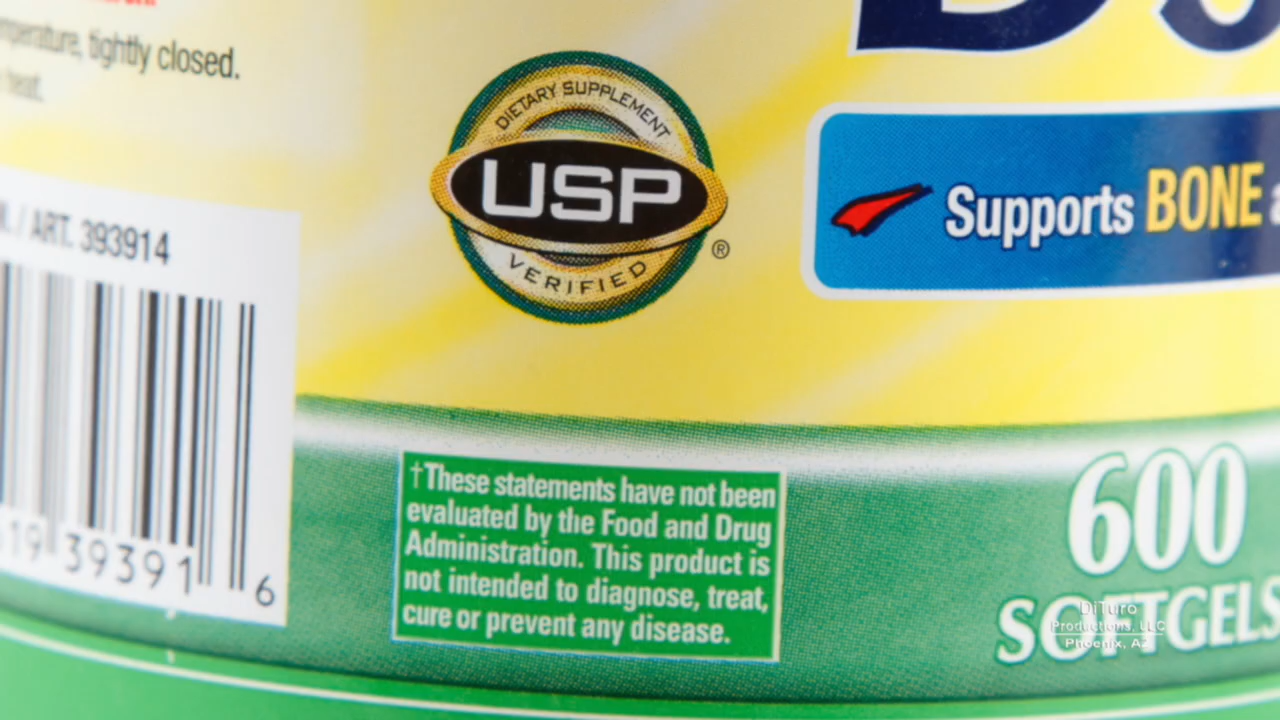 tightly closed.
heat.
/ ART. 393914
19 39391 6
DIETARY SUPPLEMENT
USP
VERIFIED
®
Supports BONE
†These statements have not been
evaluated by the Food and Drug
Administration. This product is
not intended to diagnose, treat,
cure or prevent any disease.
600
SOFTGELS
DiTuro
Productions, LLC
Phoenix, AZ